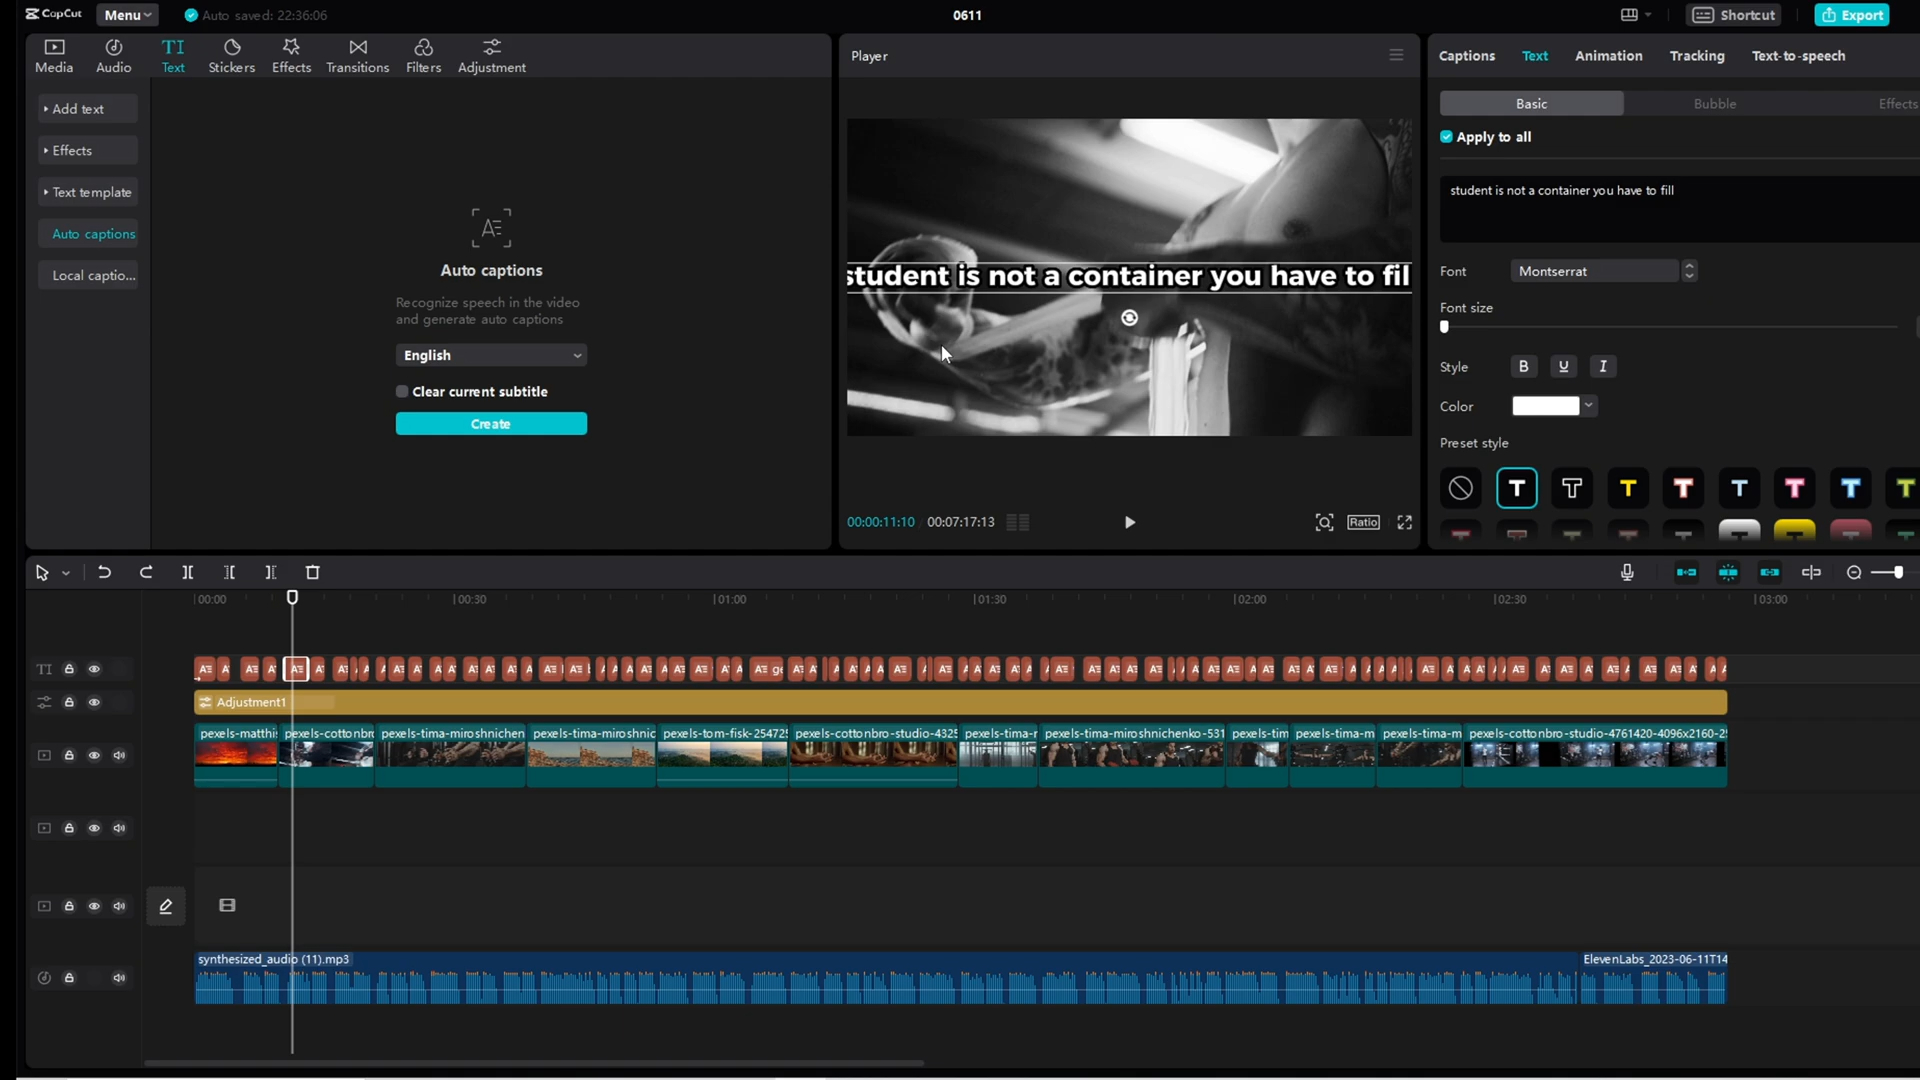 CapCut
Menu
Auto saved: 22:36:06
0611
Shortcut
Export
Media
Audio
TI
Text
Stickers
Effects
Transitions
Filters
Adjustment
Add text
Effects
Text template
Auto captions
Local captio...
Auto captions
Recognize speech in the video
and generate auto captions
English
Clear current subtitle
Create
Player
student is not a container you have to fil
00:00:11:10
00:07:17:13
Ratio
Captions
Text
Animation
Tracking
Text-to-speech
Basic
Bubble
Effects
Apply to all
student is not a container you have to fill
Font
Montserrat
Font size
Style
B
U
I
Color
Preset style
00:00
00:30
01:00
01:30
02:00
02:30
03:00
TI
Adjustment1
pexels-matthi
pexels-cottonbro
pexels-tima-miroshnichen
pexels-tima-miroshnic
pexels-tom-fisk-254725
pexels-cottonbro-studio-4325
pexels-tima-r
pexels-tima-miroshnichenko-531
pexels-tim
pexels-tima-m
pexels-tima-m
pexels-cottonbro-studio-4761420-4096x2160-25
synthesized_audio (11).mp3
ElevenLabs_2023-06-11T14